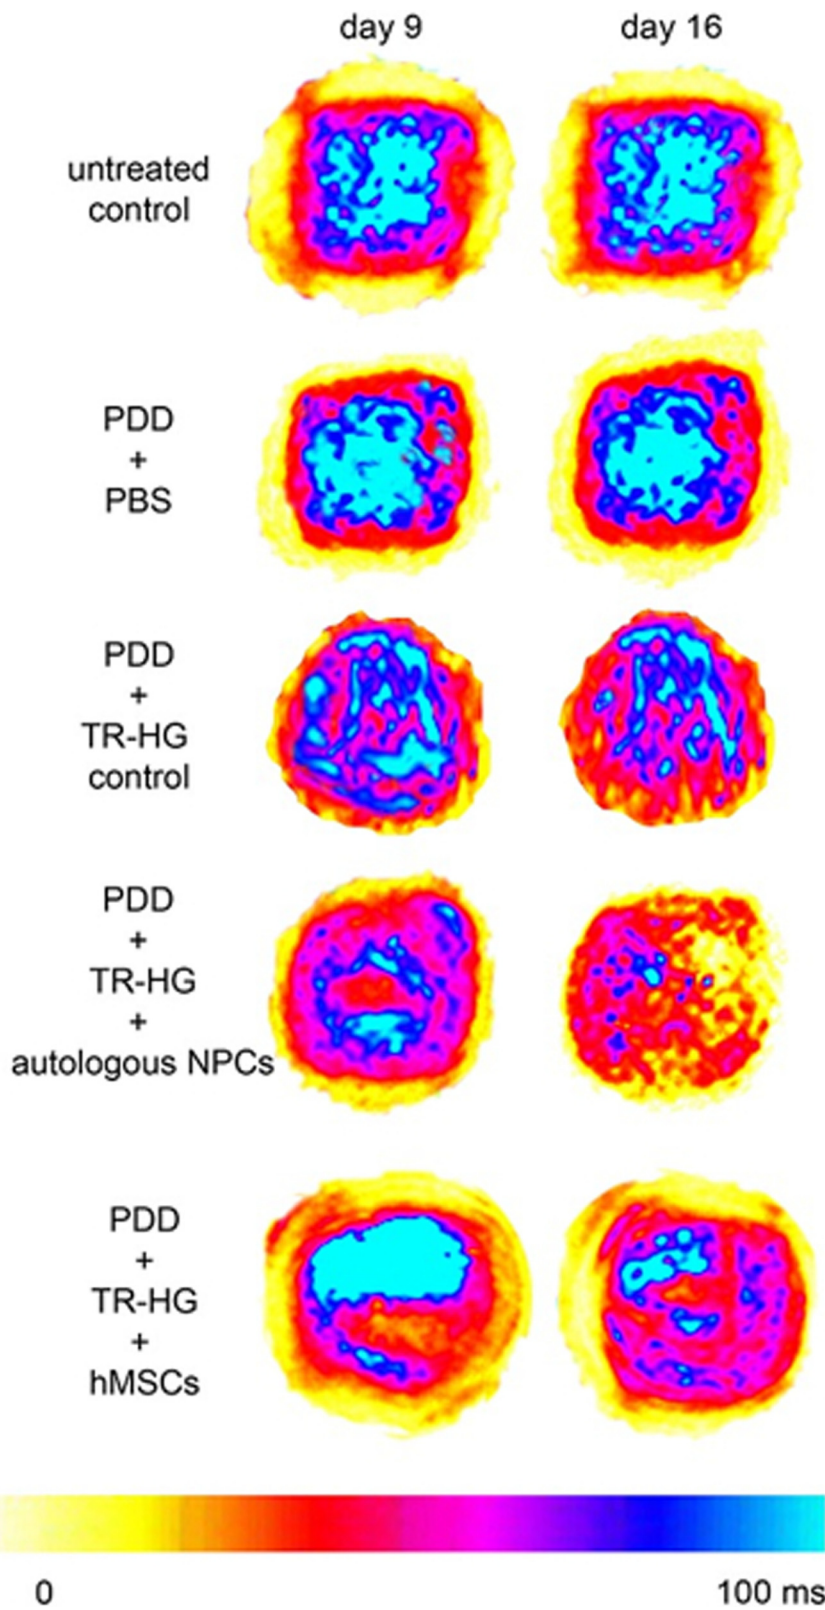 day 9 day 16
untreated
control
PDD
+
PBS
PDD
+
TR-HG
control
PDD
+
TR-HG
+
autologous NPCs
PDD
+
TR-HG
+
hMSCs
0 100 ms